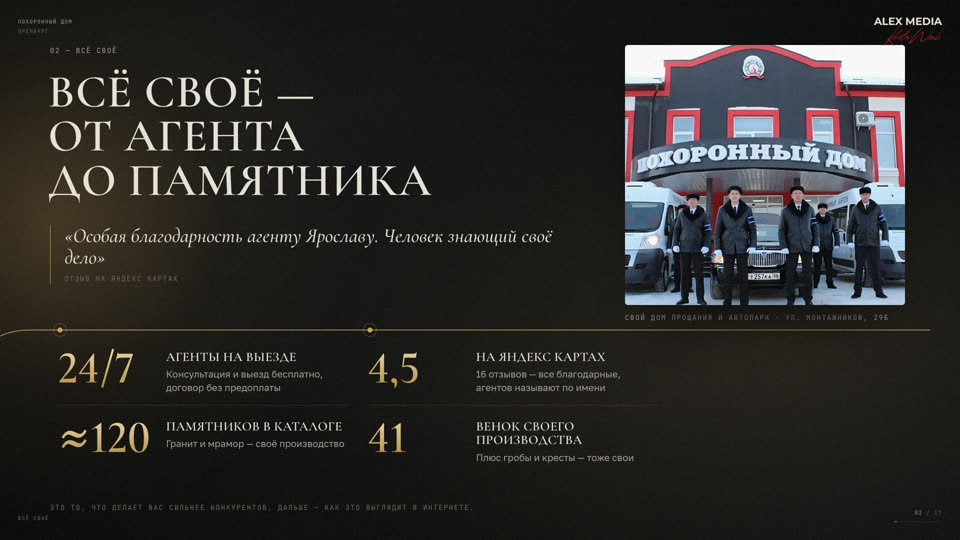 ПОХОРОННЫЙ ДОМ
ОРЕНБУРГ
ALEX MEDIA
02 — ВСЁ СВОЁ
ВСЁ СВОЁ —
ОТ АГЕНТА
ДО ПАМЯТНИКА
«Особая благодарность агенту Ярославу. Человек знающий своё
дело»
ОТЗЫВ НА ЯНДЕКС КАРТАХ
ПОХОРОННЫЙ ДОМ
СВОЙ ДОМ ПРОЩАНИЯ И АВТОПАРК · УЛ. МОНТАЖНИКОВ, 29Б
24/7
АГЕНТЫ НА ВЫЕЗДЕ
Консультация и выезд бесплатно,
договор без предоплаты
4,5
НА ЯНДЕКС КАРТАХ
16 отзывов — все благодарные,
агентов называют по имени
≈120
ПАМЯТНИКОВ В КАТАЛОГЕ
Гранит и мрамор — своё производство
41
ВЕНОК СВОЕГО
ПРОИЗВОДСТВА
Плюс гробы и кресты — тоже свои
ЭТО ТО, ЧТО ДЕЛАЕТ ВАС СИЛЬНЕЕ КОНКУРЕНТОВ. ДАЛЬШЕ — КАК ЭТО ВЫГЛЯДИТ В ИНТЕРНЕТЕ.
ВСЁ СВОЁ
02 / 17